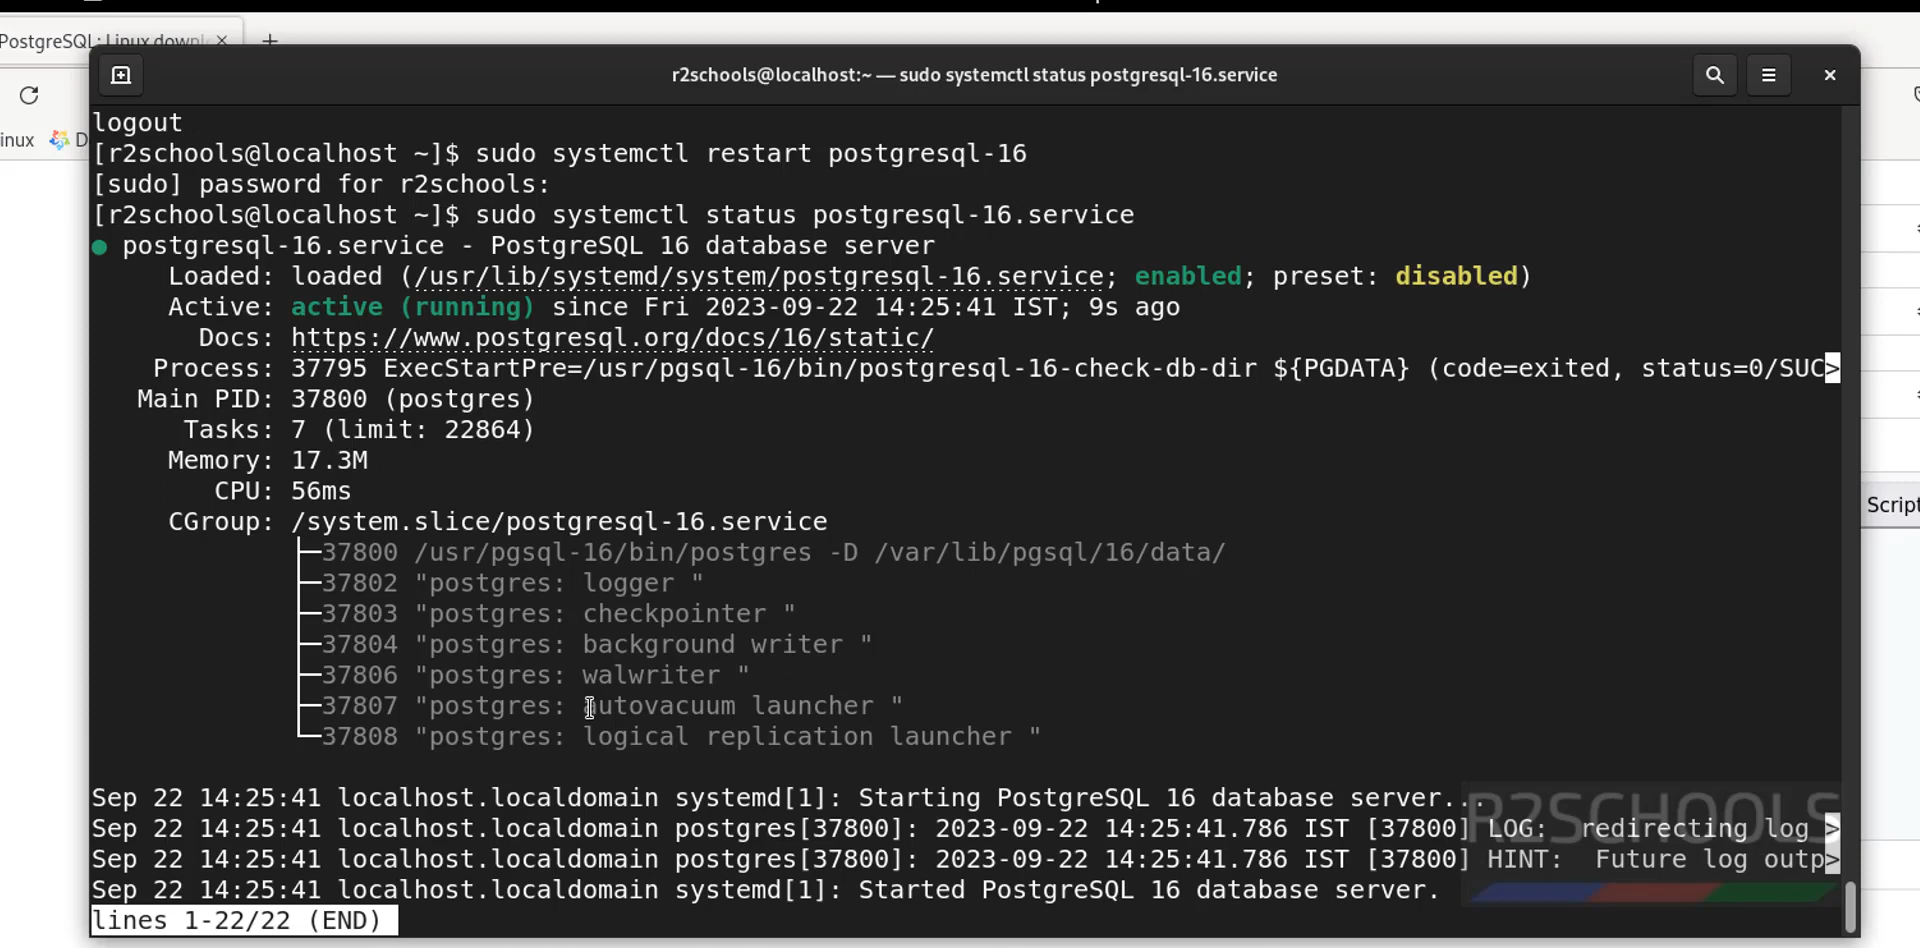 PostgreSQL: Linux downl
r2schools@localhost:~ — sudo systemctl status postgresql-16.service
inux D
logout
[r2schools@localhost ~]$ sudo systemctl restart postgresql-16
[sudo] password for r2schools:
[r2schools@localhost ~]$ sudo systemctl status postgresql-16.service
● postgresql-16.service - PostgreSQL 16 database server
Loaded: loaded (/usr/lib/systemd/system/postgresql-16.service; enabled; preset: disabled)
Active: active (running) since Fri 2023-09-22 14:25:41 IST; 9s ago
Docs: https://www.postgresql.org/docs/16/static/
Process: 37795 ExecStartPre=/usr/pgsql-16/bin/postgresql-16-check-db-dir ${PGDATA} (code=exited, status=0/SUC>
Main PID: 37800 (postgres)
Tasks: 7 (limit: 22864)
Memory: 17.3M
CPU: 56ms
Script
CGroup: /system.slice/postgresql-16.service
├─37800 /usr/pgsql-16/bin/postgres -D /var/lib/pgsql/16/data/
├─37802 "postgres: logger "
├─37803 "postgres: checkpointer "
├─37804 "postgres: background writer "
├─37806 "postgres: walwriter "
├─37807 "postgres: autovacuum launcher "
└─37808 "postgres: logical replication launcher "
Sep 22 14:25:41 localhost.localdomain systemd[1]: Starting PostgreSQL 16 database server...
R2SCHOOLS
Sep 22 14:25:41 localhost.localdomain postgres[37800]: 2023-09-22 14:25:41.786 IST [37800] LOG:  redirecting log >
Sep 22 14:25:41 localhost.localdomain postgres[37800]: 2023-09-22 14:25:41.786 IST [37800] HINT:  Future log outp>
Sep 22 14:25:41 localhost.localdomain systemd[1]: Started PostgreSQL 16 database server.
lines 1-22/22 (END)